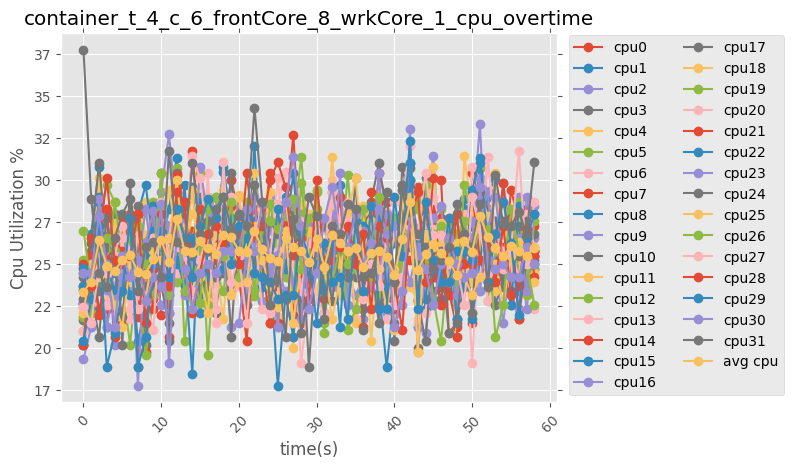 container_t_4_c_6_frontCore_8_wrkCore_1_cpu_overtime
Cpu Utilization %
37
35
32
30
27
25
22
20
17
0
10
20
30
40
50
60
time(s)
cpu0
cpu1
cpu2
cpu3
cpu4
cpu5
cpu6
cpu7
cpu8
cpu9
cpu10
cpu11
cpu12
cpu13
cpu14
cpu15
cpu16
cpu17
cpu18
cpu19
cpu20
cpu21
cpu22
cpu23
cpu24
cpu25
cpu26
cpu27
cpu28
cpu29
cpu30
cpu31
avg cpu